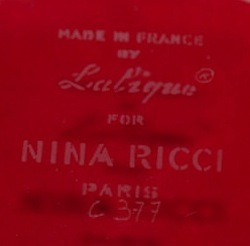 MADE IN FRANCE
BY
Lalique®
FOR
NINA RICCI
PARIS
C 377